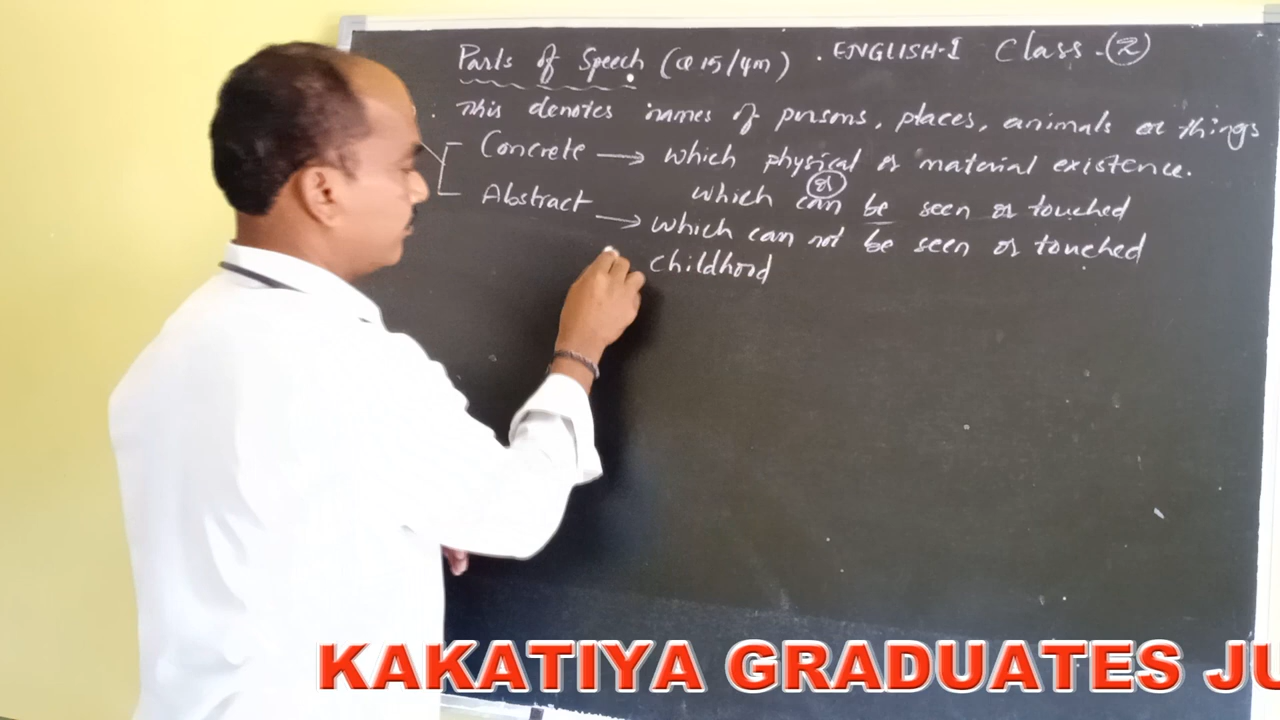 Parts of Speech (Q 15/4m) . ENGLISH-1 Class-(2)
. This denotes names of persons, places, animals or things
Concrete → which physical or material existence.
(or)
which can be seen or touched
Abstract → which can not be seen or touched
childhood
KAKATIYA GRADUATES JU